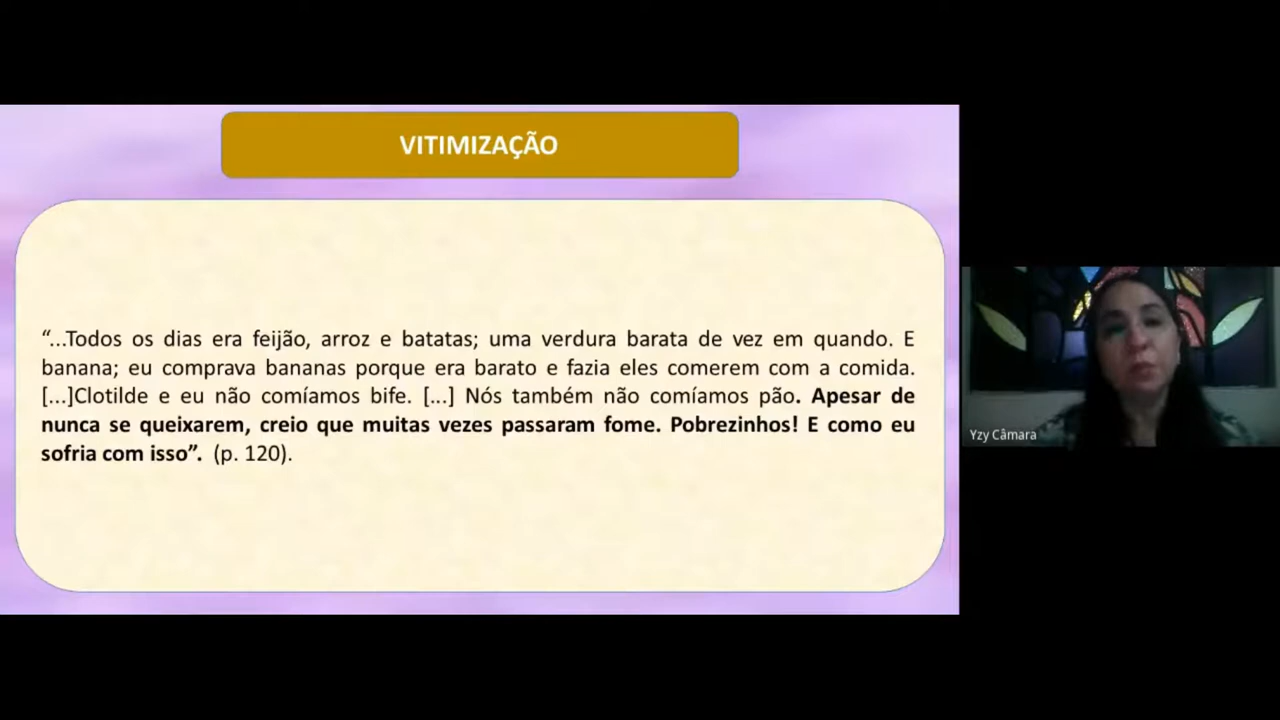 VITIMIZAÇÃO
“...Todos os dias era feijão, arroz e batatas; uma verdura barata de vez em quando. E
banana; eu comprava bananas porque era barato e fazia eles comerem com a comida.
[...]Clotilde e eu não comíamos bife. [...] Nós também não comíamos pão. Apesar de
nunca se queixarem, creio que muitas vezes passaram fome. Pobrezinhos! E como eu
sofria com isso”. (p. 120).
Yzy Câmara